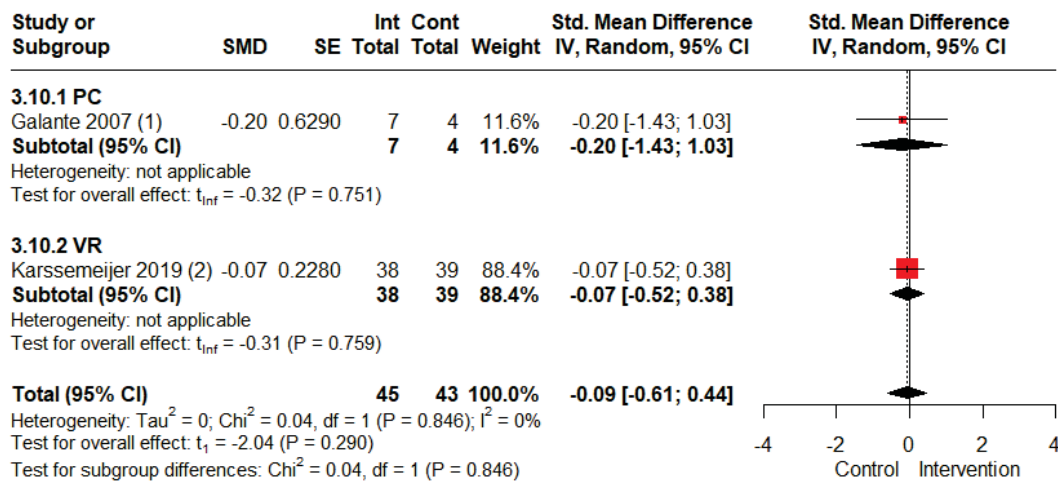 Study or Int Cont Std. Mean Difference Std. Mean Difference
Subgroup SMD SE Total Total Weight IV, Random, 95% CI IV, Random, 95% CI
3.10.1 PC
Galante 2007 (1) -0.20 0.6290 7 4 11.6% -0.20 [-1.43; 1.03]
Subtotal (95% CI) 7 4 11.6% -0.20 [-1.43; 1.03]
Heterogeneity: not applicable
Test for overall effect: t_Inf = -0.32 (P = 0.751)
3.10.2 VR
Karssemeijer 2019 (2) -0.07 0.2280 38 39 88.4% -0.07 [-0.52; 0.38]
Subtotal (95% CI) 38 39 88.4% -0.07 [-0.52; 0.38]
Heterogeneity: not applicable
Test for overall effect: t_Inf = -0.31 (P = 0.759)
Total (95% CI) 45 43 100.0% -0.09 [-0.61; 0.44]
Heterogeneity: Tau² = 0; Chi² = 0.04, df = 1 (P = 0.846); I² = 0%
Test for overall effect: t₁ = -2.04 (P = 0.290)
Test for subgroup differences: Chi² = 0.04, df = 1 (P = 0.846)
-4 -2 0 2 4
Control Intervention